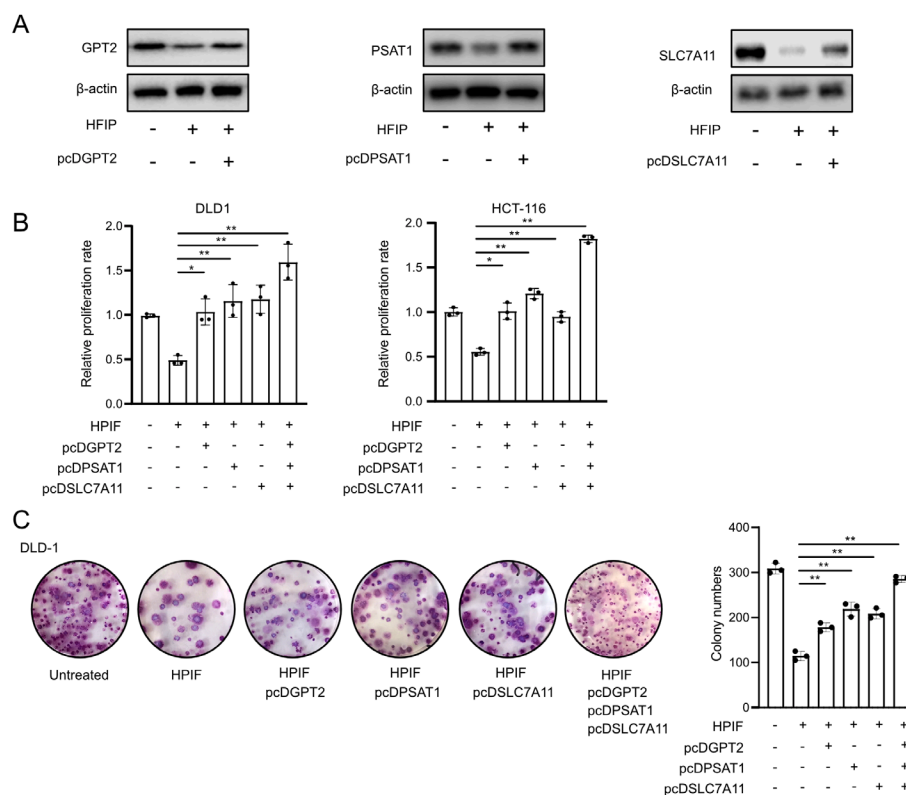 A
GPT2
β-actin
HFIP - + +
pcDGPT2 - - +
PSAT1
β-actin
HFIP - + +
pcDPSAT1 - - +
SLC7A11
β-actin
HFIP - + +
pcDSLC7A11 - - +
B
DLD1
Relative proliferation rate
2.0
1.5
1.0
0.5
0.0
**
**
**
*
HPIF - + + + + +
pcDGPT2 - - + - - +
pcDPSAT1 - - - + - +
pcDSLC7A11 - - - - + +
HCT-116
Relative proliferation rate
2.0
1.5
1.0
0.5
0.0
**
**
**
*
HPIF - + + + + +
pcDGPT2 - - + - - +
pcDPSAT1 - - - + - +
pcDSLC7A11 - - - - + +
C
DLD-1
Untreated
HPIF
HPIF
pcDGPT2
HPIF
pcDPSAT1
HPIF
pcDSLC7A11
HPIF
pcDGPT2
pcDPSAT1
pcDSLC7A11
Colony numbers
400
300
200
100
0
**
**
**
**
HPIF - + + + + +
pcDGPT2 - - + - - +
pcDPSAT1 - - - + - +
pcDSLC7A11 - - - - + +